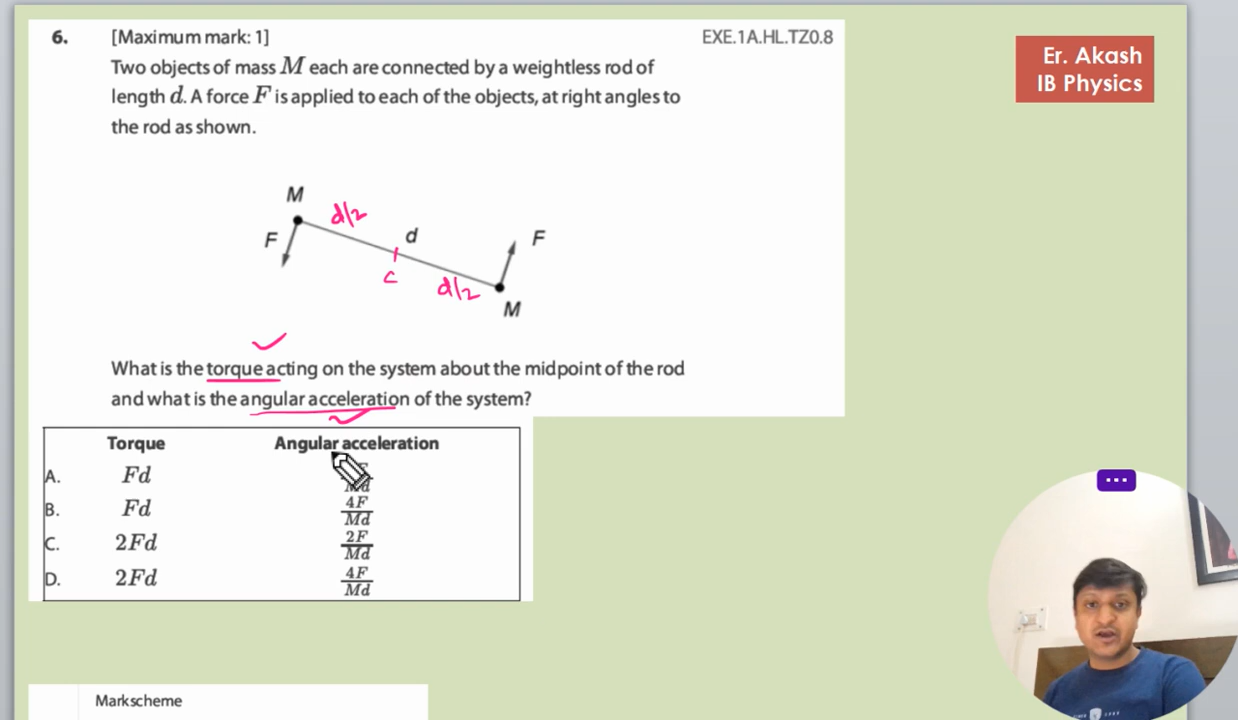 6. [Maximum mark: 1] EXE.1A.HL.TZ0.8
Two objects of mass M each are connected by a weightless rod of
length d. A force F is applied to each of the objects, at right angles to
the rod as shown.
M
d/2
F
d
F
c
d/2
M
What is the torque acting on the system about the midpoint of the rod
and what is the angular acceleration of the system?
Torque Angular acceleration
A. Fd Md
B. Fd 4F/Md
C. 2Fd 2F/Md
D. 2Fd 4F/Md
Markscheme
Er. Akash
IB Physics